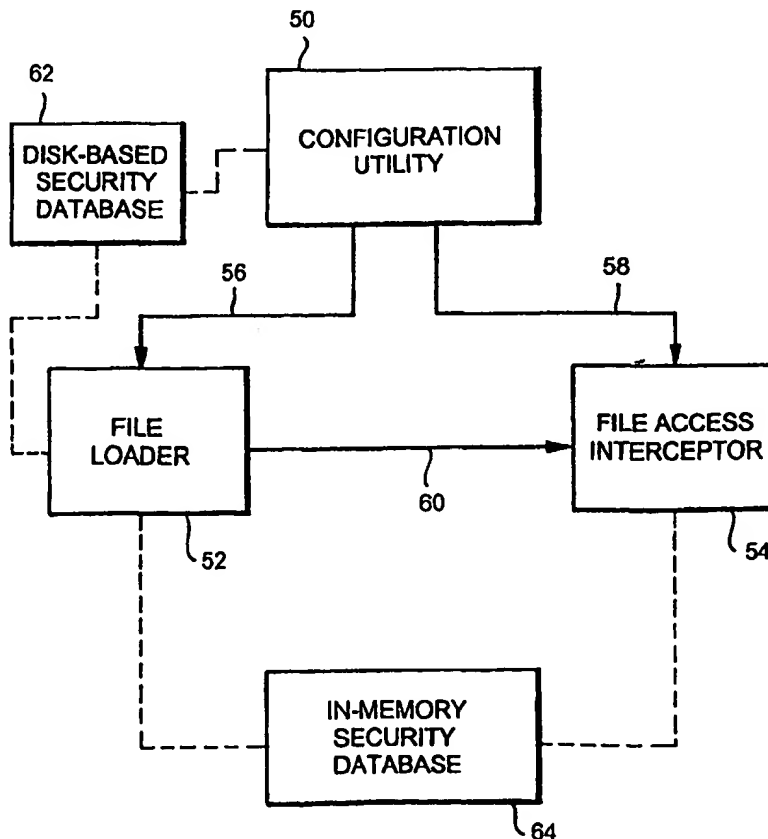 50
62
CONFIGURATION
UTILITY
DISK-BASED
SECURITY
DATABASE
56
58
FILE
LOADER
FILE ACCESS
INTERCEPTOR
60
52
54
IN-MEMORY
SECURITY
DATABASE
64